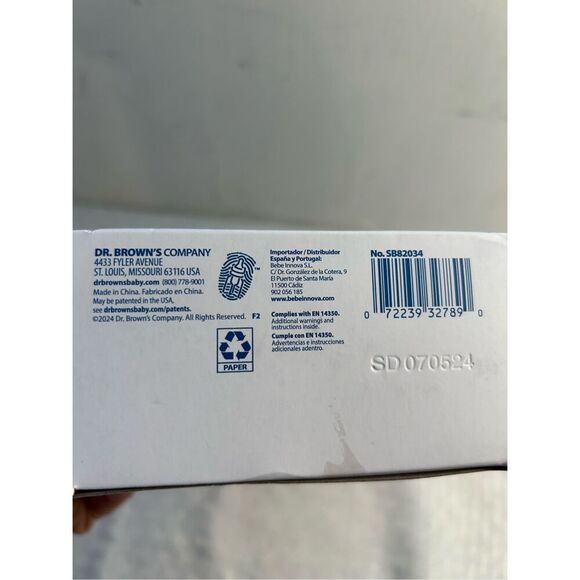 DR. BROWN'S COMPANY
4433 FYLER AVENUE
ST. LOUIS, MISSOURI 63116 USA
drbrownsbaby.com (800) 778-9001
Made in China. Fabricado en China.
May be patented in the USA,
see drbrownsbaby.com/patents.
©2024 Dr. Brown's Company. All Rights Reserved. F2
TM
PAPER
Importador/Distribuidor
España y Portugal:
Bebe Innova S.L.
C/ Dr. González de la Cotera, 9
El Puerto de Santa María
11500 Cádiz
902 056 185
www.bebeinnova.com
Complies with EN 14350.
Additional warnings and
instructions inside.
Cumple con EN 14350.
Advertencias e instrucciones
adicionales adentro.
No. SB82034
0 72239 32789 0
SD 070524